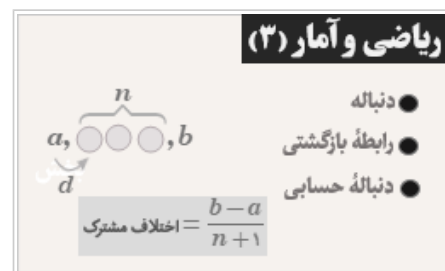 ریاضی و آمار (۳)
دنباله
رابطهٔ بازگشتی
دنبالهٔ حسابی
n
a, , b
d
اختلاف مشترک = (b − a) / (n + ۱)